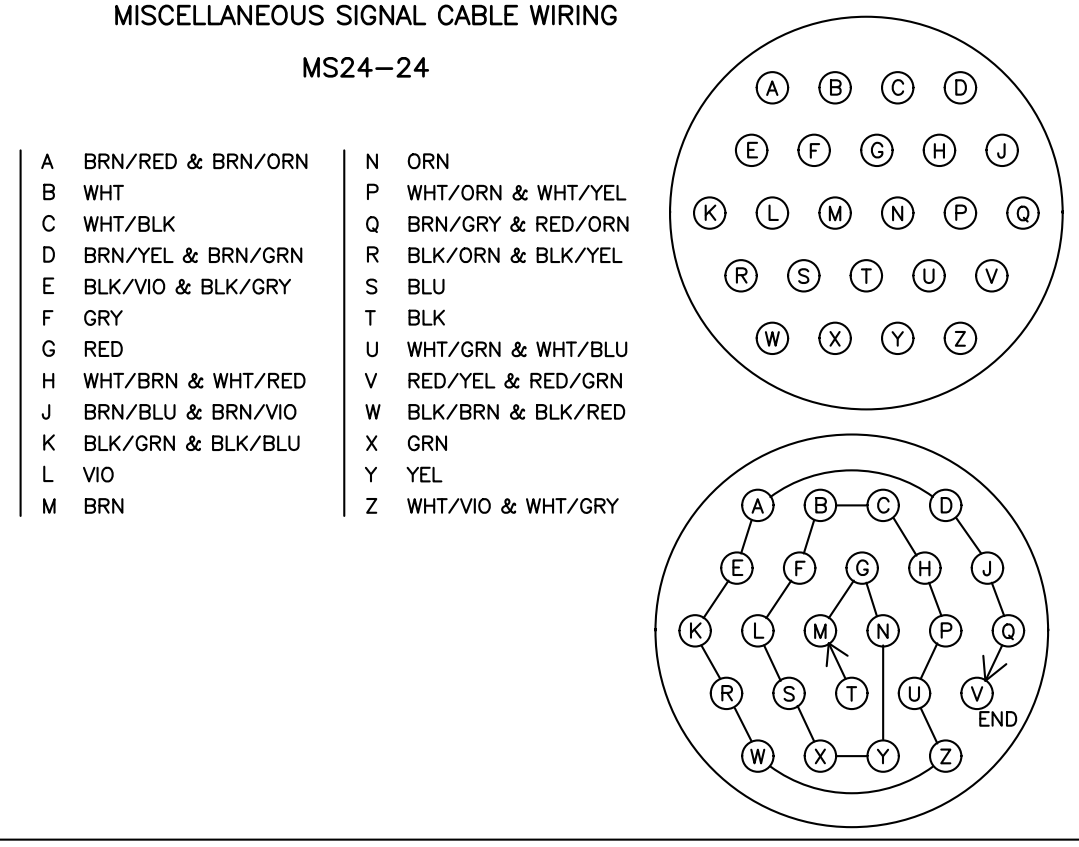 MISCELLANEOUS SIGNAL CABLE WIRING
MS24-24
A BRN/RED & BRN/ORN
B WHT
C WHT/BLK
D BRN/YEL & BRN/GRN
E BLK/VIO & BLK/GRY
F GRY
G RED
H WHT/BRN & WHT/RED
J BRN/BLU & BRN/VIO
K BLK/GRN & BLK/BLU
L VIO
M BRN
N ORN
P WHT/ORN & WHT/YEL
Q BRN/GRY & RED/ORN
R BLK/ORN & BLK/YEL
S BLU
T BLK
U WHT/GRN & WHT/BLU
V RED/YEL & RED/GRN
W BLK/BRN & BLK/RED
X GRN
Y YEL
Z WHT/VIO & WHT/GRY
A B C D
E F G H J
K L M N P Q
R S T U V
W X Y Z
A B C D
E F G H J
K L M N P Q
R S T U V
END
W X Y Z